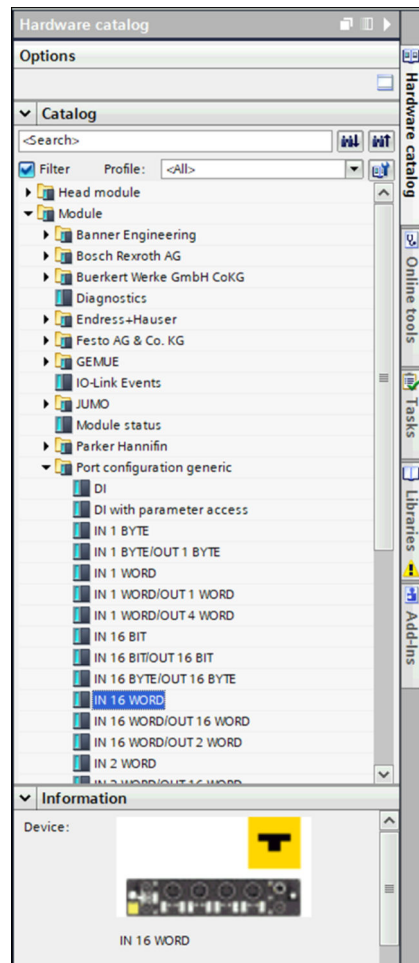 Hardware catalog
Options
Catalog
<Search>
Filter Profile: <All>
Head module
Module
Banner Engineering
Bosch Rexroth AG
Buerkert Werke GmbH CoKG
Diagnostics
Endress+Hauser
Festo AG & Co. KG
GEMUE
IO-Link Events
JUMO
Module status
Parker Hannifin
Port configuration generic
DI
DI with parameter access
IN 1 BYTE
IN 1 BYTE/OUT 1 BYTE
IN 1 WORD
IN 1 WORD/OUT 1 WORD
IN 1 WORD/OUT 4 WORD
IN 16 BIT
IN 16 BIT/OUT 16 BIT
IN 16 BYTE/OUT 16 BYTE
IN 16 WORD
IN 16 WORD/OUT 16 WORD
IN 16 WORD/OUT 2 WORD
IN 2 WORD
IN 2 WORD/OUT 16 WORD
Information
Device:
IN 16 WORD
Hardware catalog
Online tools
Tasks
Libraries
Add-Ins